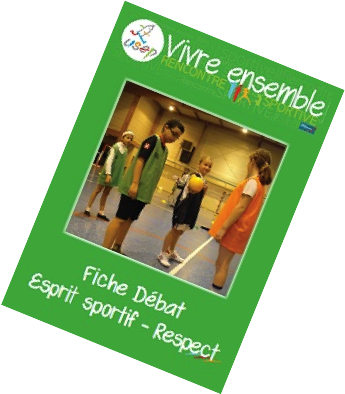 usep
Vivre ensemble
RENCONTRE SPORTIVE
Fiche Débat
Esprit sportif - Respect